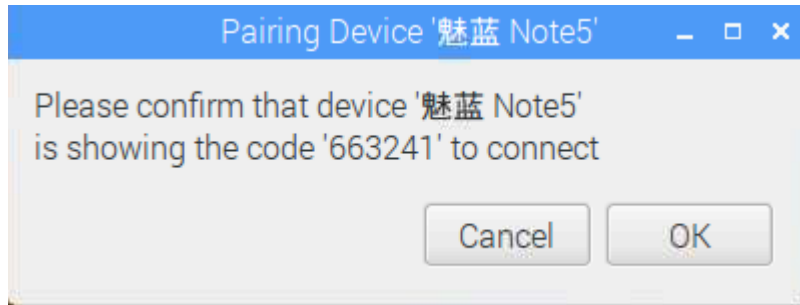 Pairing Device '魅蓝 Note5'
Please confirm that device '魅蓝 Note5'
is showing the code '663241' to connect
Cancel
OK